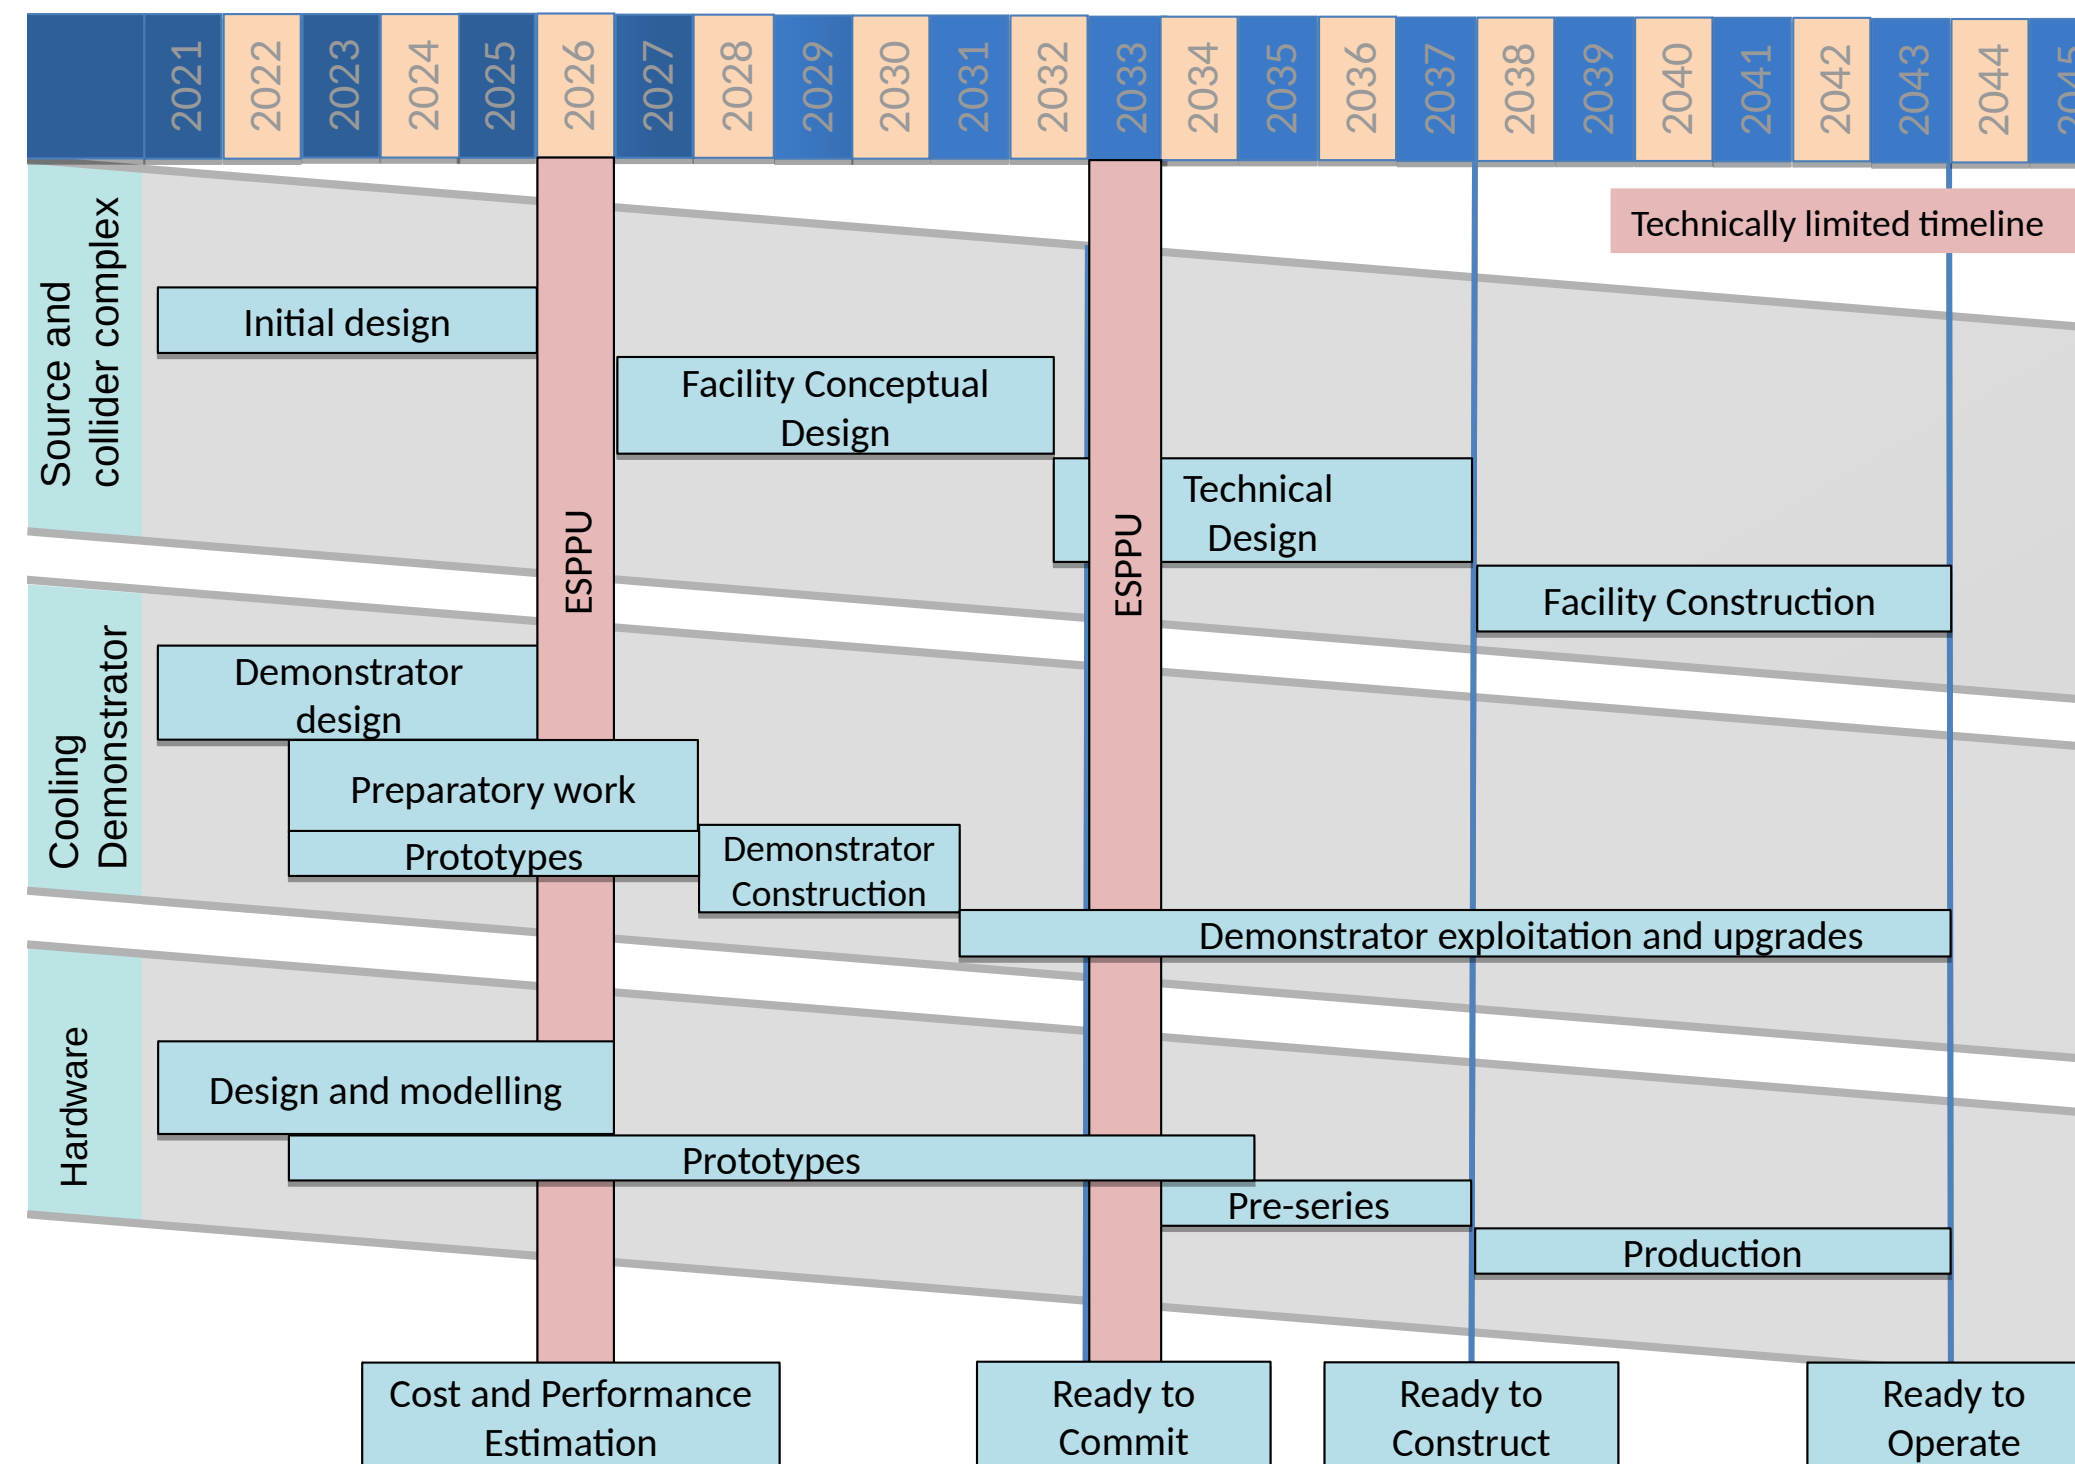 2021
2022
2023
2024
2025
2026
2027
2028
2029
2030
2031
2032
2033
2034
2035
2036
2037
2038
2039
2040
2041
2042
2043
2044
2045
Technically limited timeline
Source and
collider complex
Initial design
Facility Conceptual
Design
Technical
Design
ESPPU
ESPPU
Facility Construction
Cooling
Demonstrator
Demonstrator
design
Preparatory work
Prototypes
Demonstrator
Construction
Demonstrator exploitation and upgrades
Hardware
Design and modelling
Prototypes
Pre-series
Production
Cost and Performance
Estimation
Ready to
Commit
Ready to
Construct
Ready to
Operate